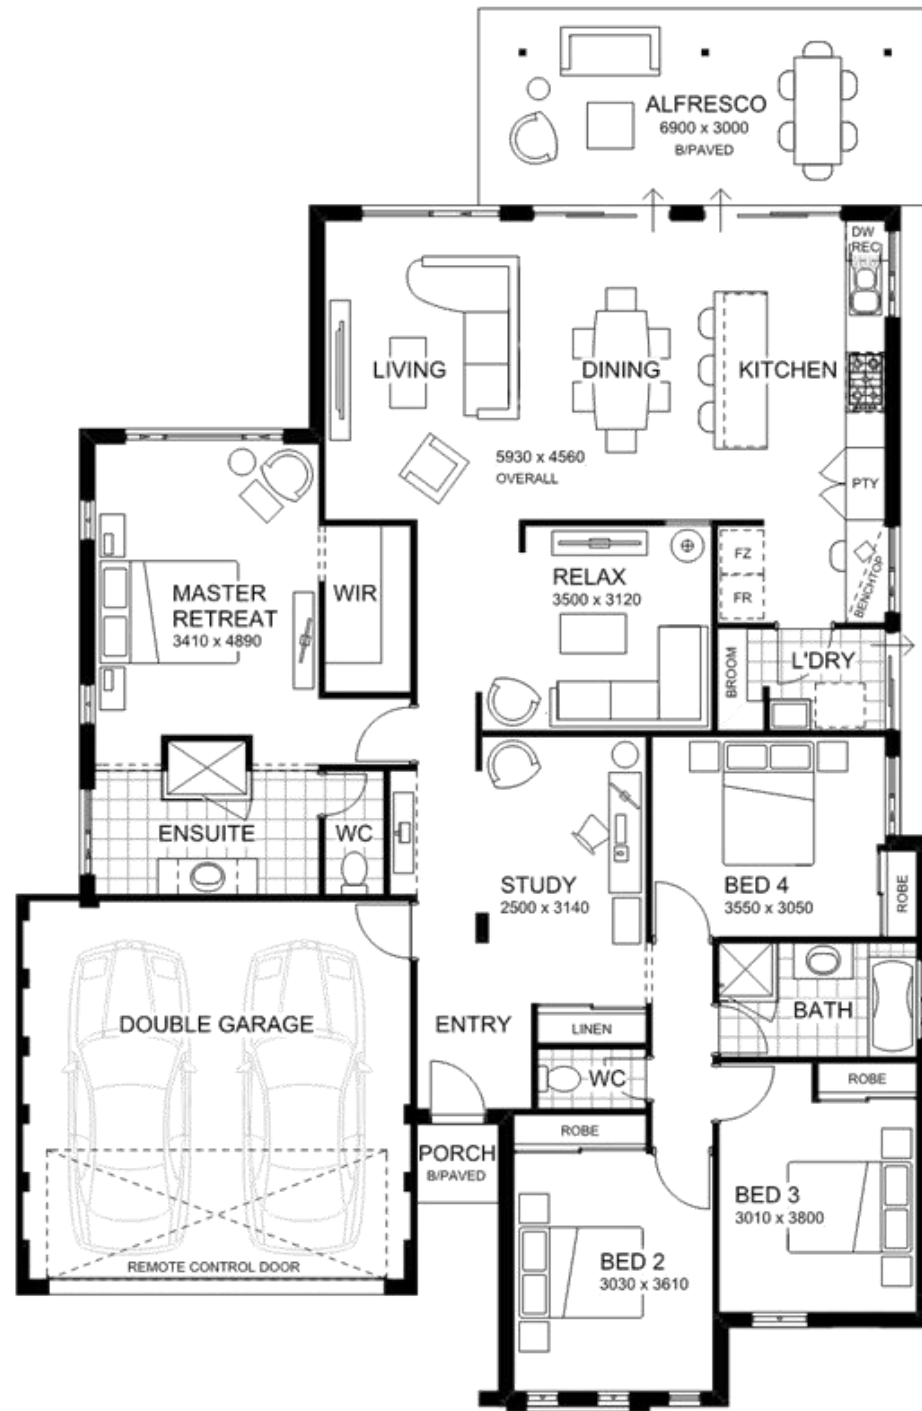 ALFRESCO
6900 x 3000
B/PAVED
DW
REC
LIVING
DINING
KITCHEN
5930 x 4560
OVERALL
PTY
BENCHTOP
FZ
FR
RELAX
3500 x 3120
MASTER
RETREAT
3410 x 4890
WIR
BROOM
L'DRY
ENSUITE
WC
STUDY
2500 x 3140
BED 4
3550 x 3050
ROBE
DOUBLE GARAGE
ENTRY
LINEN
BATH
WC
ROBE
ROBE
PORCH
B/PAVED
BED 3
3010 x 3800
BED 2
3030 x 3610
REMOTE CONTROL DOOR